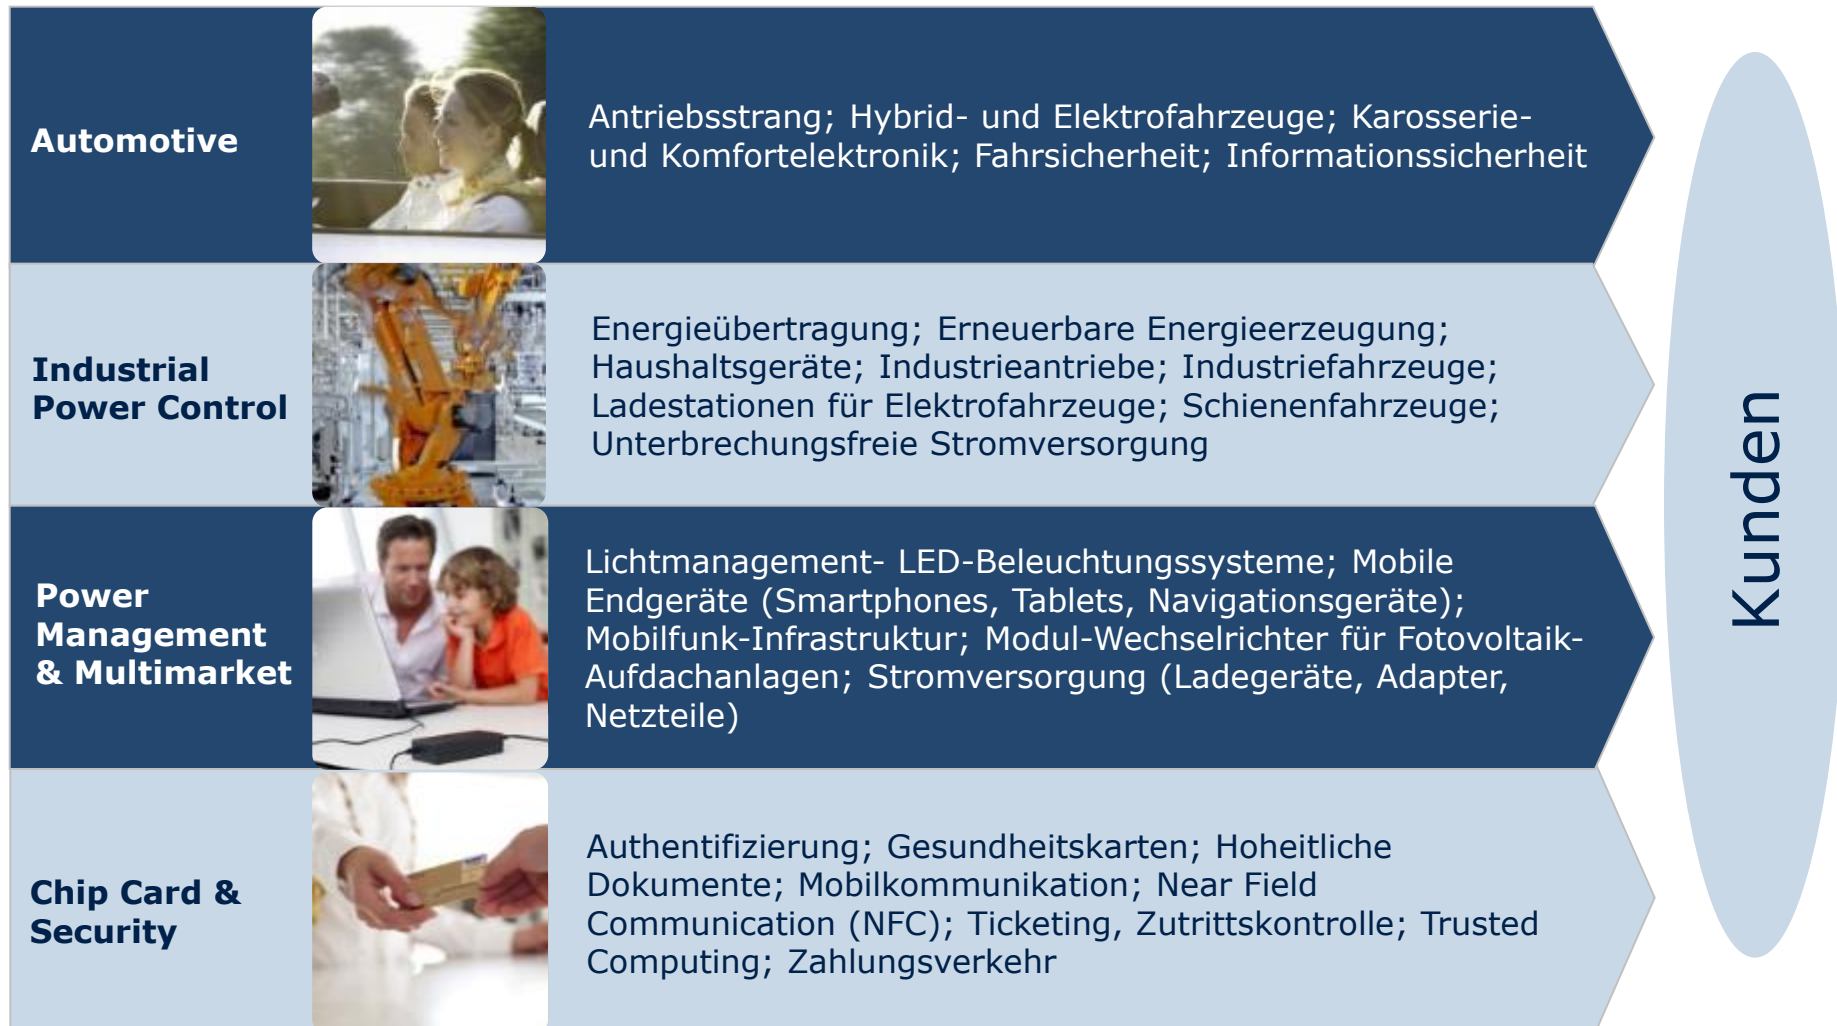 Automotive
Antriebsstrang; Hybrid- und Elektrofahrzeuge; Karosserie-
und Komfortelektronik; Fahrsicherheit; Informationssicherheit
Industrial
Power Control
Energieübertragung; Erneuerbare Energieerzeugung;
Haushaltsgeräte; Industrieantriebe; Industriefahrzeuge;
Ladestationen für Elektrofahrzeuge; Schienenfahrzeuge;
Unterbrechungsfreie Stromversorgung
Power
Management
& Multimarket
Lichtmanagement- LED-Beleuchtungssysteme; Mobile
Endgeräte (Smartphones, Tablets, Navigationsgeräte);
Mobilfunk-Infrastruktur; Modul-Wechselrichter für Fotovoltaik-
Aufdachanlagen; Stromversorgung (Ladegeräte, Adapter,
Netzteile)
Chip Card &
Security
Authentifizierung; Gesundheitskarten; Hoheitliche
Dokumente; Mobilkommunikation; Near Field
Communication (NFC); Ticketing, Zutrittskontrolle; Trusted
Computing; Zahlungsverkehr
Kunden